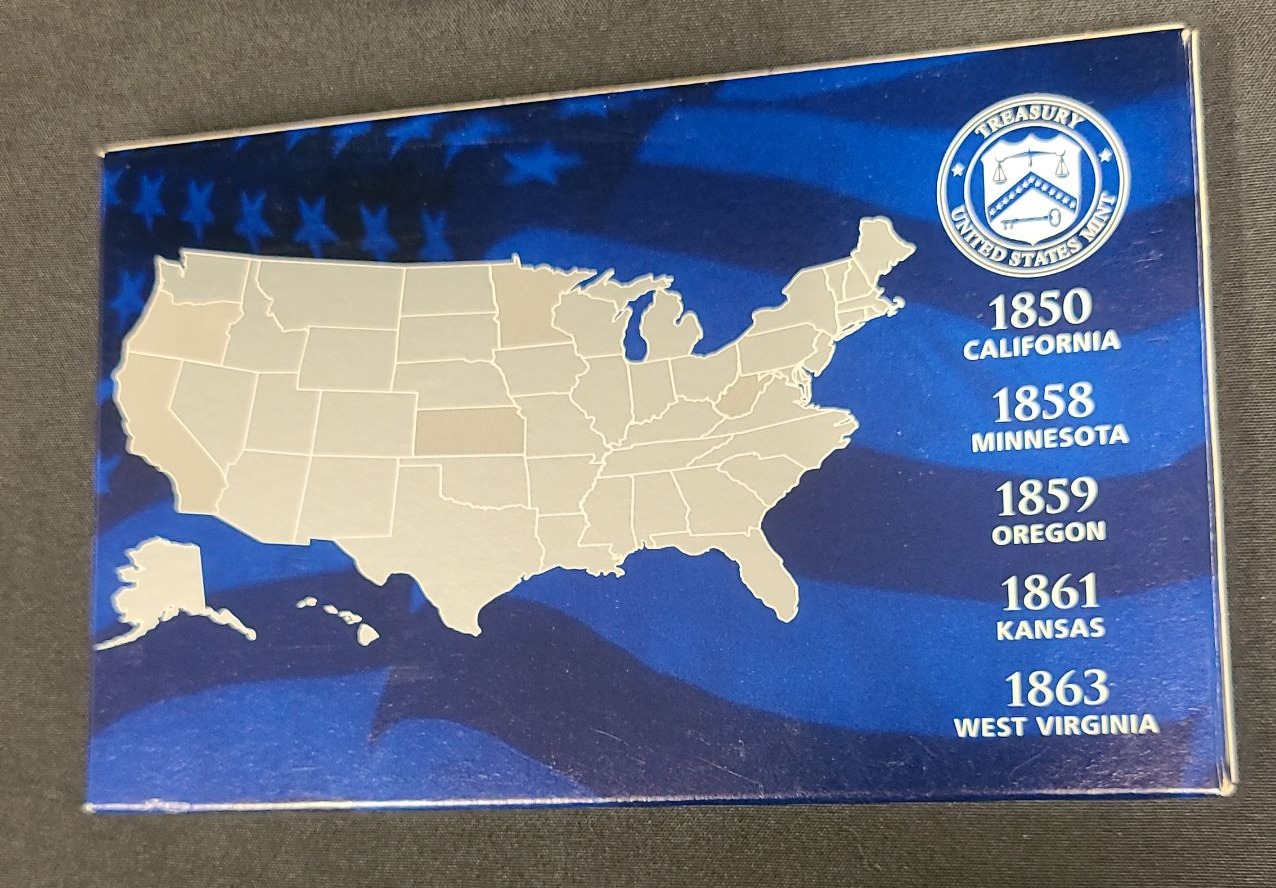 TREASURY
UNITED STATES MINT
1850
CALIFORNIA
1858
MINNESOTA
1859
OREGON
1861
KANSAS
1863
WEST VIRGINIA